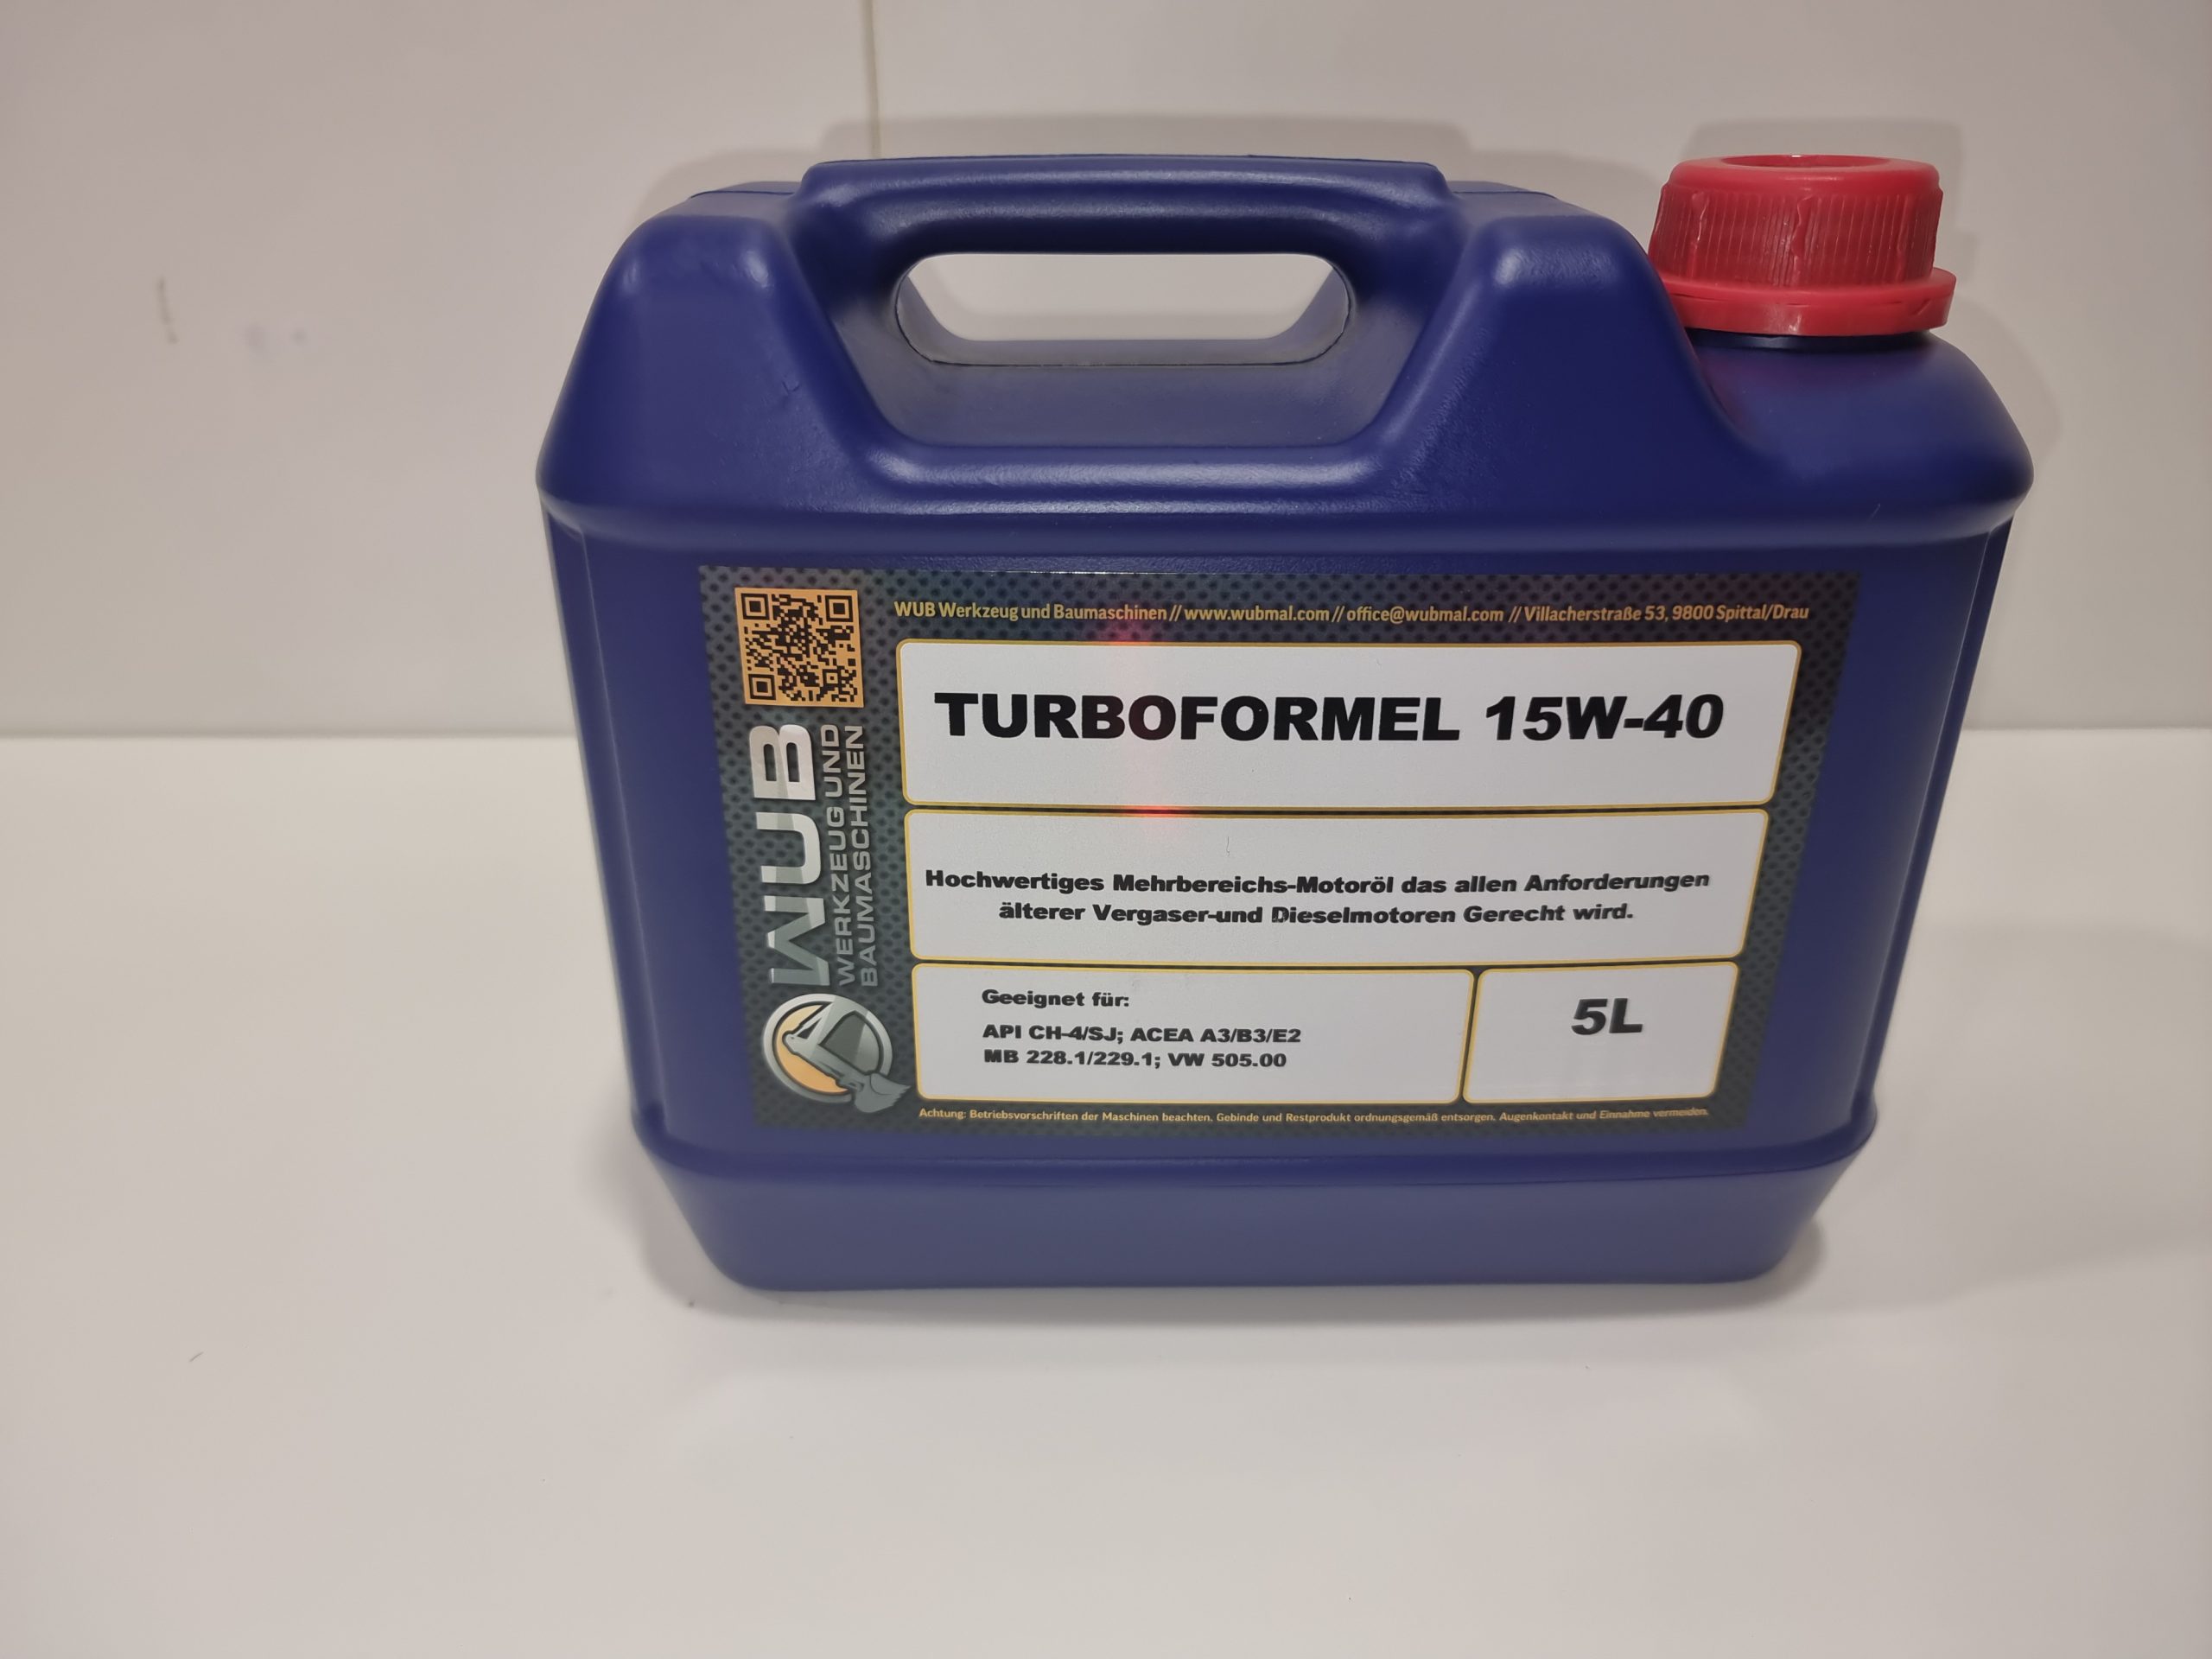 WUB Werkzeug und Baumaschinen // www.wubmal.com // office@wubmal.com // Villacherstraße 53, 9800 Spittal/Drau
WUB
WERKZEUG UND
BAUMASCHINEN
TURBOFORMEL 15W-40
Hochwertiges Mehrbereichs-Motoröl das allen Anforderungen
älterer Vergaser-und Dieselmotoren Gerecht wird.
Geeignet für:
API CH-4/SJ; ACEA A3/B3/E2
MB 228.1/229.1; VW 505.00
5L
Achtung: Betriebsvorschriften der Maschinen beachten. Gebinde und Restprodukt ordnungsgemäß entsorgen. Augenkontakt und Einnahme vermeiden.